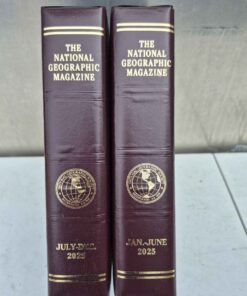 THE
NATIONAL
GEOGRAPHIC
MAGAZINE
JULY-DEC.
2025
THE
NATIONAL
GEOGRAPHIC
MAGAZINE
JAN.-JUNE
2025